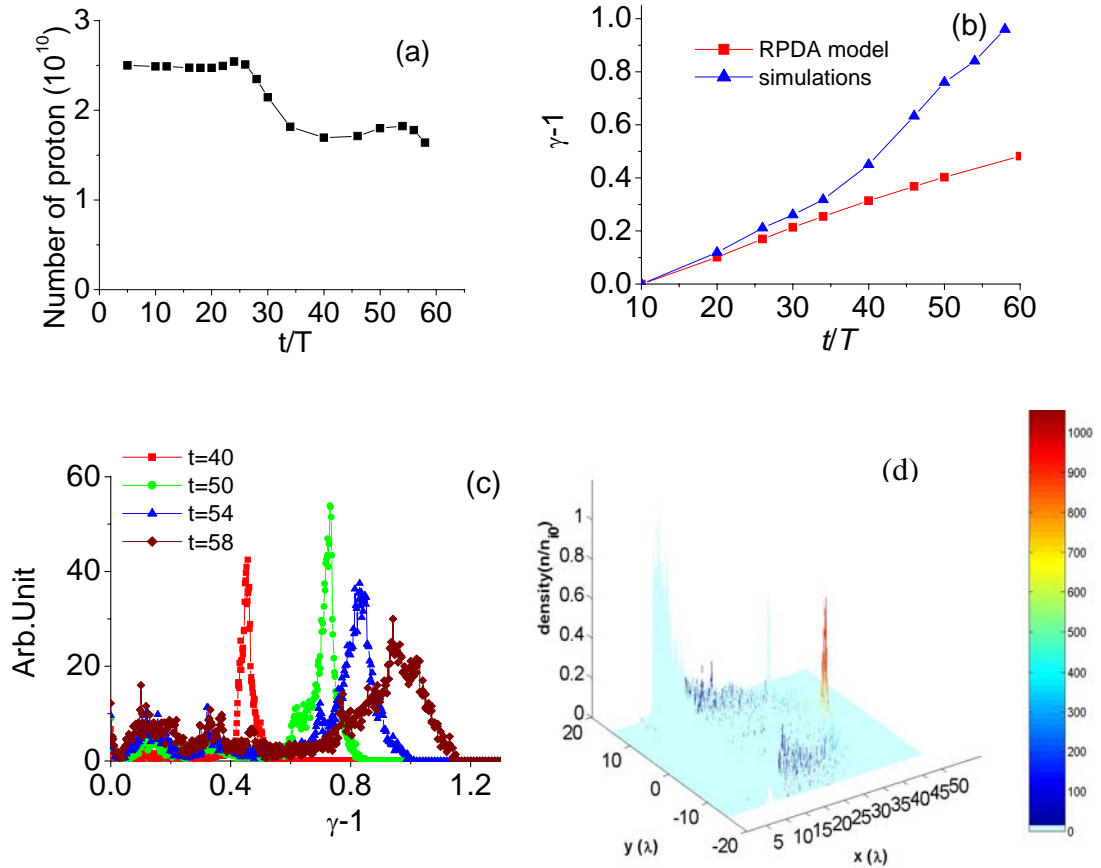 (a)
Number of proton (10^10)
3
2
1
0
0 10 20 30 40 50 60
t/T
(b)
RPDA model
simulations
γ-1
1.0
0.8
0.6
0.4
0.2
0.0
10 20 30 40 50 60
t/T
(c)
t=40
t=50
t=54
t=58
Arb.Unit
60
40
20
0
0.0 0.4 0.8 1.2
γ-1
(d)
density(n/n_i0)
1
0.8
0.6
0.4
0.2
0
20
10
0
-10
-20
y (λ)
5 10 15 20 25 30 35 40 45 50
x (λ)
1000
900
800
700
600
500
400
300
200
100
0